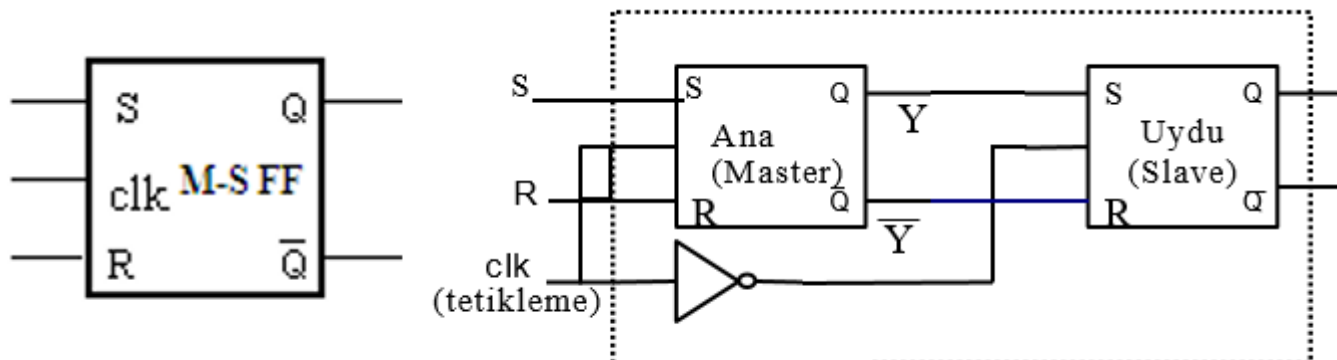 S Q
clk M-S FF
R Q̅
S
R
clk
(tetikleme)
S Q
Ana
(Master)
R Q̅
Y
Y̅
S Q
Uydu
(Slave)
R Q̅